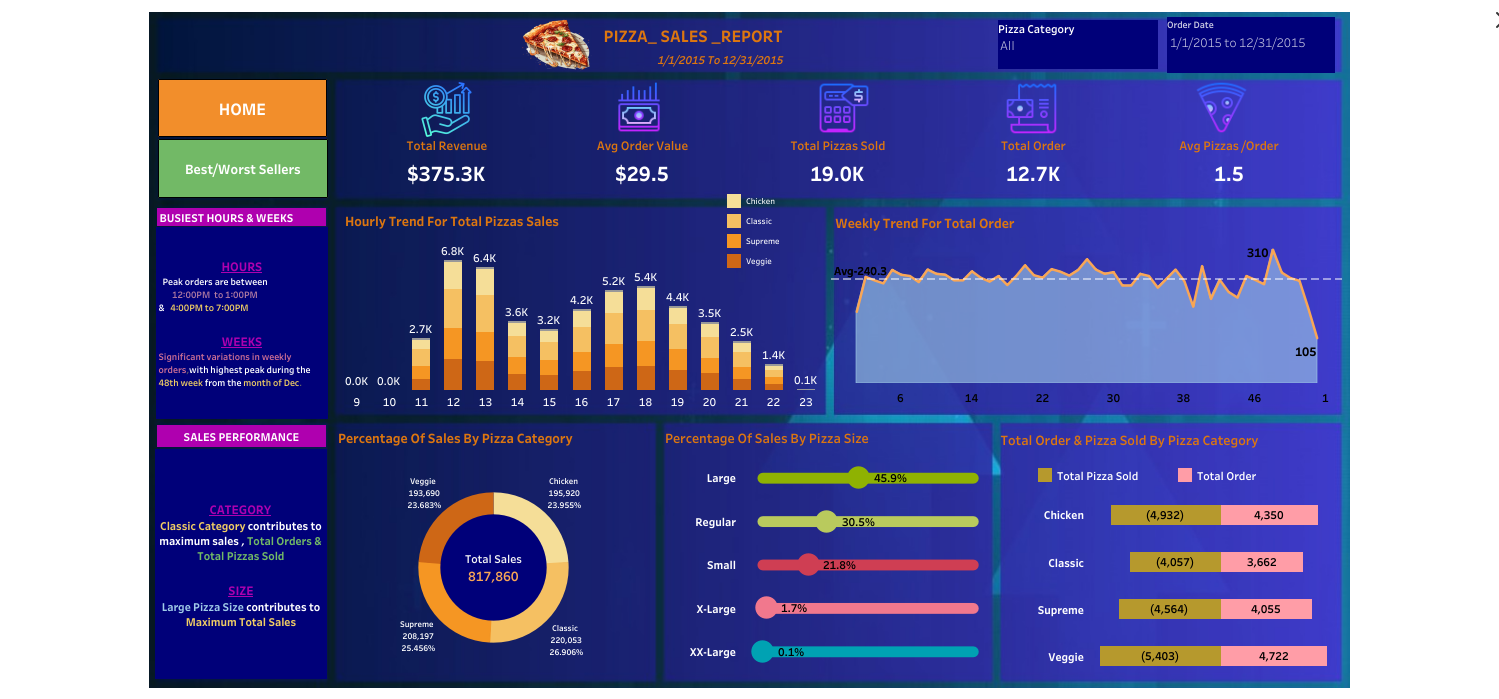 PIZZA_ SALES _REPORT
1/1/2015 To 12/31/2015
Pizza Category
All
Order Date
1/1/2015 to 12/31/2015
HOME
Best/Worst Sellers
Total Revenue
$375.3K
Avg Order Value
$29.5
Total Pizzas Sold
19.0K
Total Order
12.7K
Avg Pizzas /Order
1.5
BUSIEST HOURS & WEEKS
HOURS
Peak orders are between
12:00PM to 1:00PM
& 4:00PM to 7:00PM
WEEKS
Significant variations in weekly
orders,with highest peak during the
48th week from the month of Dec.
Hourly Trend For Total Pizzas Sales
Chicken
Classic
Supreme
Veggie
0.0K 0.0K 2.7K 6.8K 6.4K 3.6K 3.2K 4.2K 5.2K 5.4K 4.4K 3.5K 2.5K 1.4K 0.1K
9 10 11 12 13 14 15 16 17 18 19 20 21 22 23
Weekly Trend For Total Order
Avg-240.3
310
105
6 14 22 30 38 46 1
SALES PERFORMANCE
CATEGORY
Classic Category contributes to
maximum sales , Total Orders &
Total Pizzas Sold
SIZE
Large Pizza Size contributes to
Maximum Total Sales
Percentage Of Sales By Pizza Category
Veggie
193,690
23.683%
Chicken
195,920
23.955%
Total Sales
817,860
Supreme
208,197
25.456%
Classic
220,053
26.906%
Percentage Of Sales By Pizza Size
Large 45.9%
Regular 30.5%
Small 21.8%
X-Large 1.7%
XX-Large 0.1%
Total Order & Pizza Sold By Pizza Category
Total Pizza Sold Total Order
Chicken (4,932) 4,350
Classic (4,057) 3,662
Supreme (4,564) 4,055
Veggie (5,403) 4,722